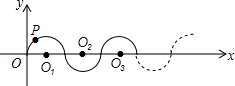 y
P
O O₁ O₂ O₃ x